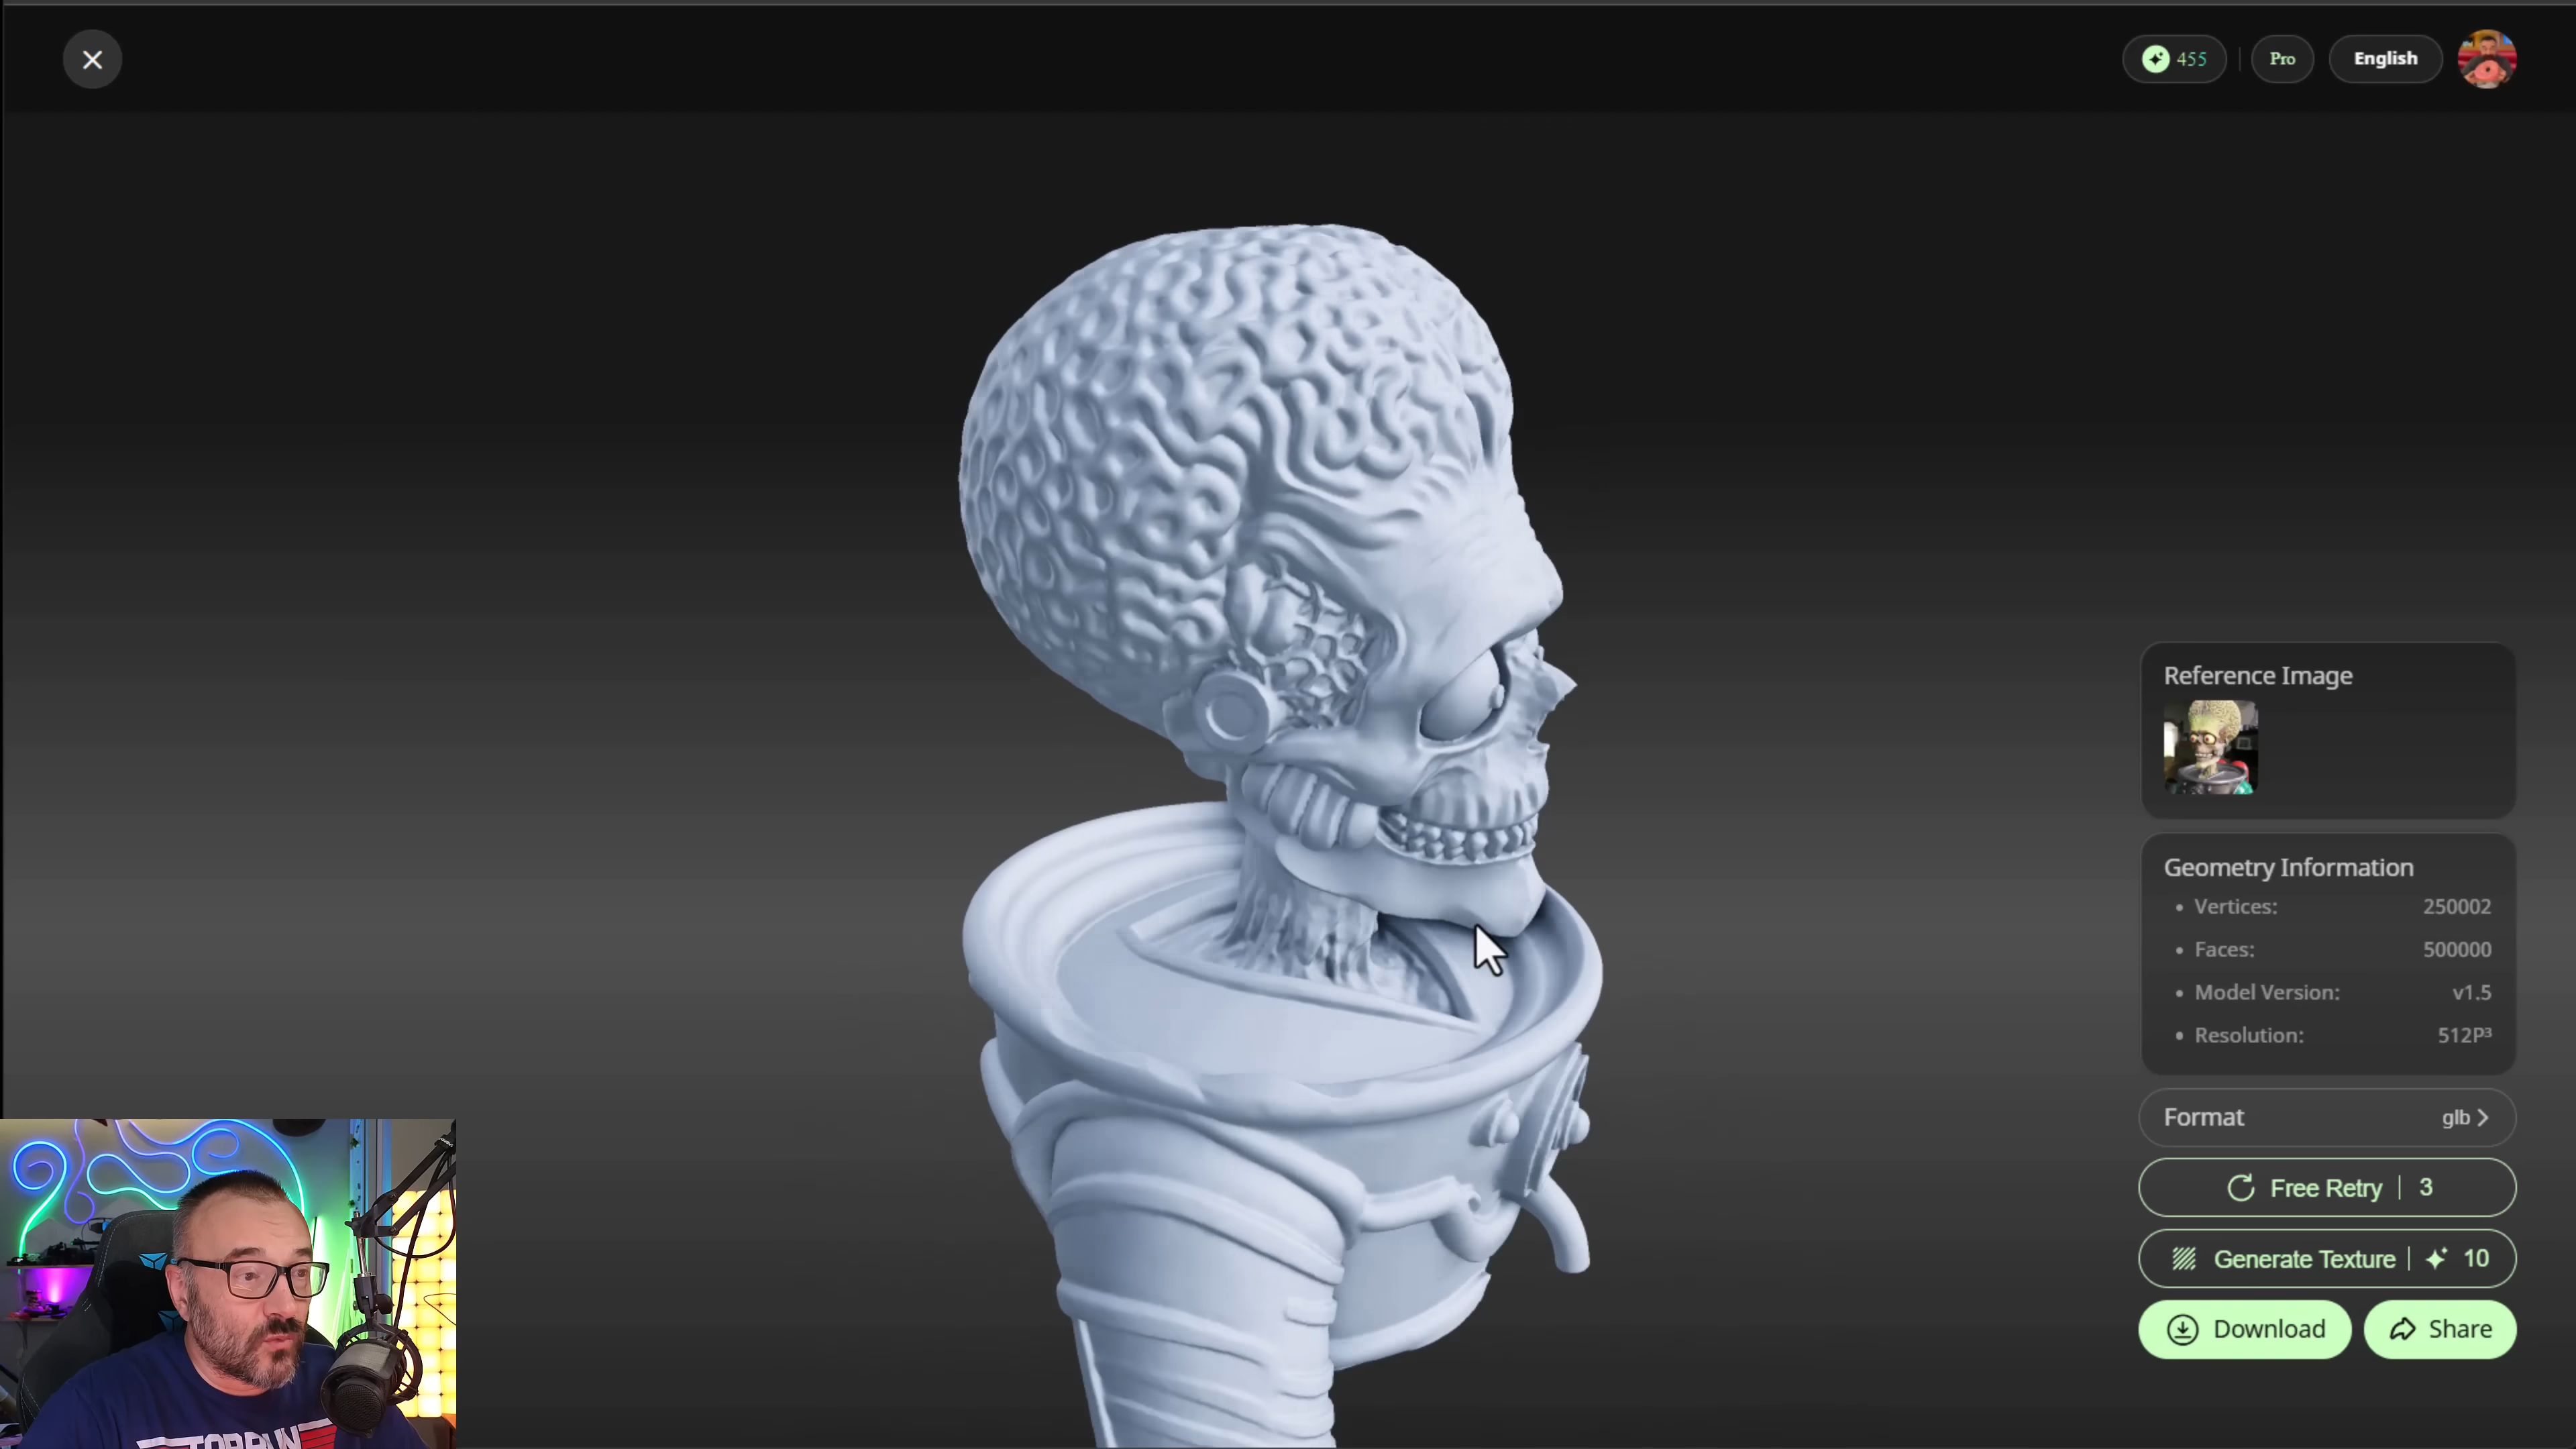 455
Pro
English
Reference Image
Geometry Information
• Vertices: 250002
• Faces: 500000
• Model Version: v1.5
• Resolution: 512P³
Format glb
Free Retry | 3
Generate Texture | 10
Download
Share